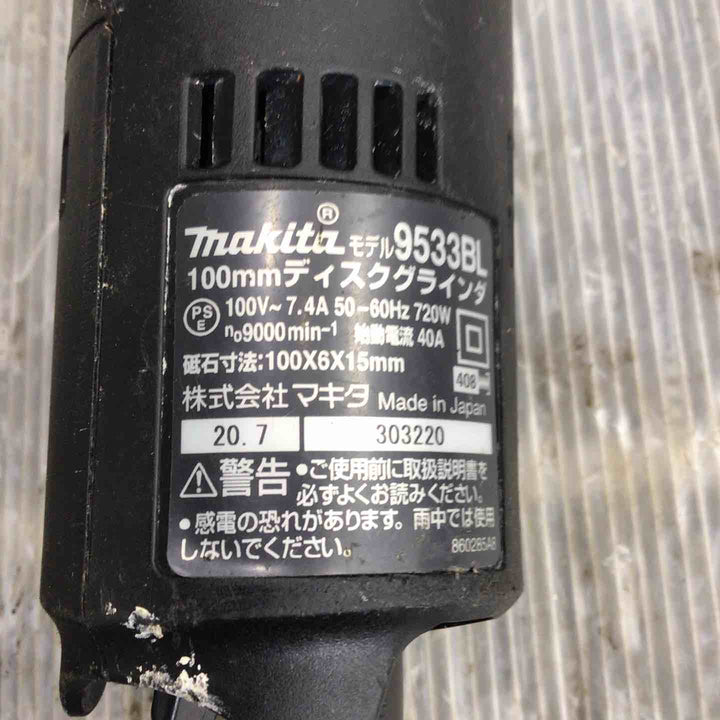 makita® モデル9533BL
100mmディスクグラインダ
PSE 100V~7.4A 50-60Hz 720W
n₀9000min⁻¹ 始動電流 40A
砥石寸法:100X6X15mm
408
株式会社 マキタ Made in Japan
20.7 303220
警告 •ご使用前に取扱説明書を
必ずよくお読みください。
•感電の恐れがあります。雨中では使用
しないでください。
860285A8